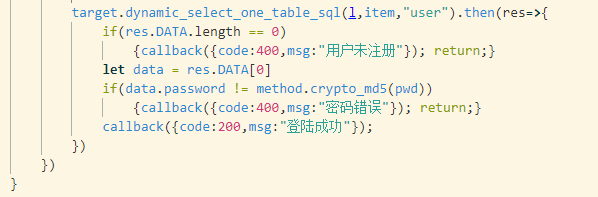 target.dynamic_select_one_table_sql(l,item,"user").then(res=>{
if(res.DATA.length == 0)
{callback({code:400,msg:"用户未注册"}); return;}
let data = res.DATA[0]
if(data.password != method.crypto_md5(pwd))
{callback({code:400,msg:"密码错误"}); return;}
callback({code:200,msg:"登陆成功"});
})
})
}